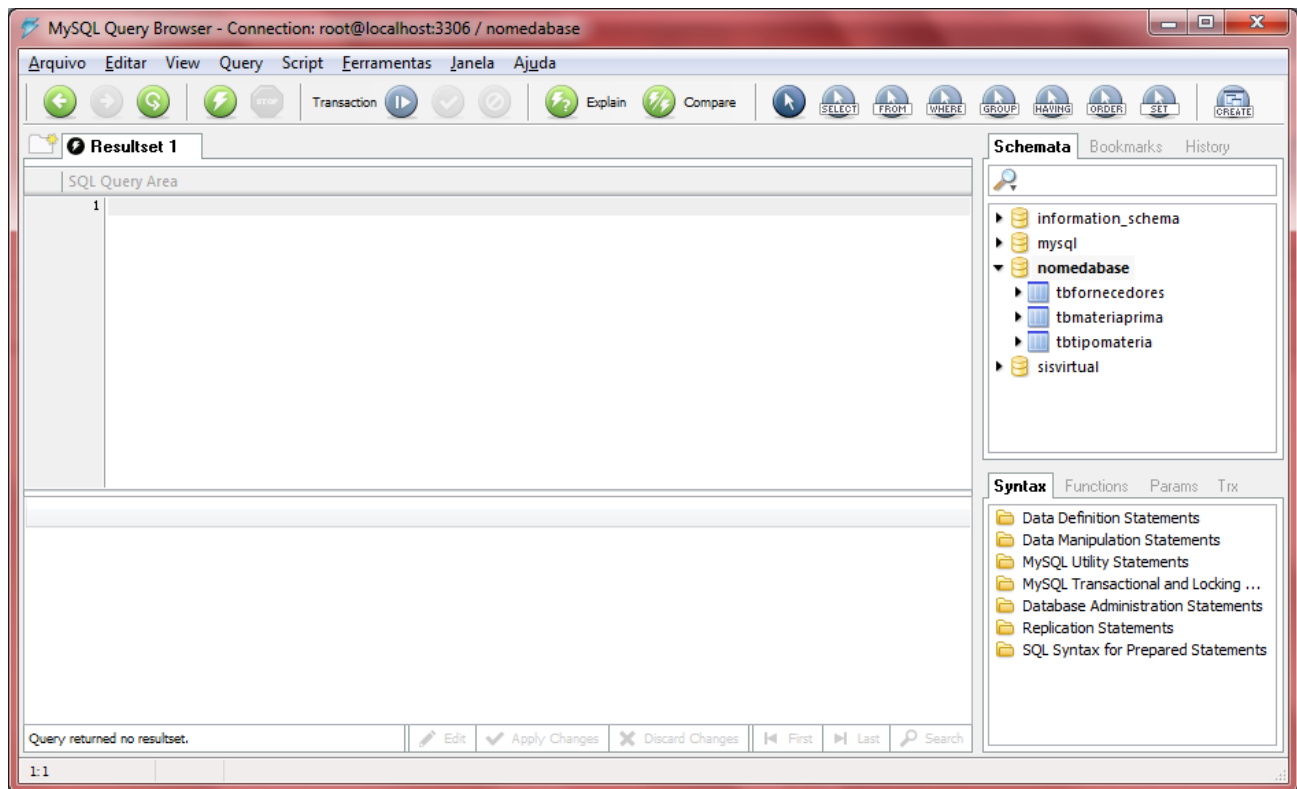 MySQL Query Browser - Connection: root@localhost:3306 / nomedabase
Arquivo Editar View Query Script Ferramentas Janela Ajuda
STOP Transaction Explain Compare SELECT FROM WHERE GROUP HAVING ORDER SET CREATE
Resultset 1
SQL Query Area
1
Schemata Bookmarks History
information_schema
mysql
nomedabase
tbfornecedores
tbmateriaprima
tbtipomateria
sisvirtual
Syntax Functions Params Trx
Data Definition Statements
Data Manipulation Statements
MySQL Utility Statements
MySQL Transactional and Locking ...
Database Administration Statements
Replication Statements
SQL Syntax for Prepared Statements
Query returned no resultset. Edit Apply Changes Discard Changes First Last Search
1:1